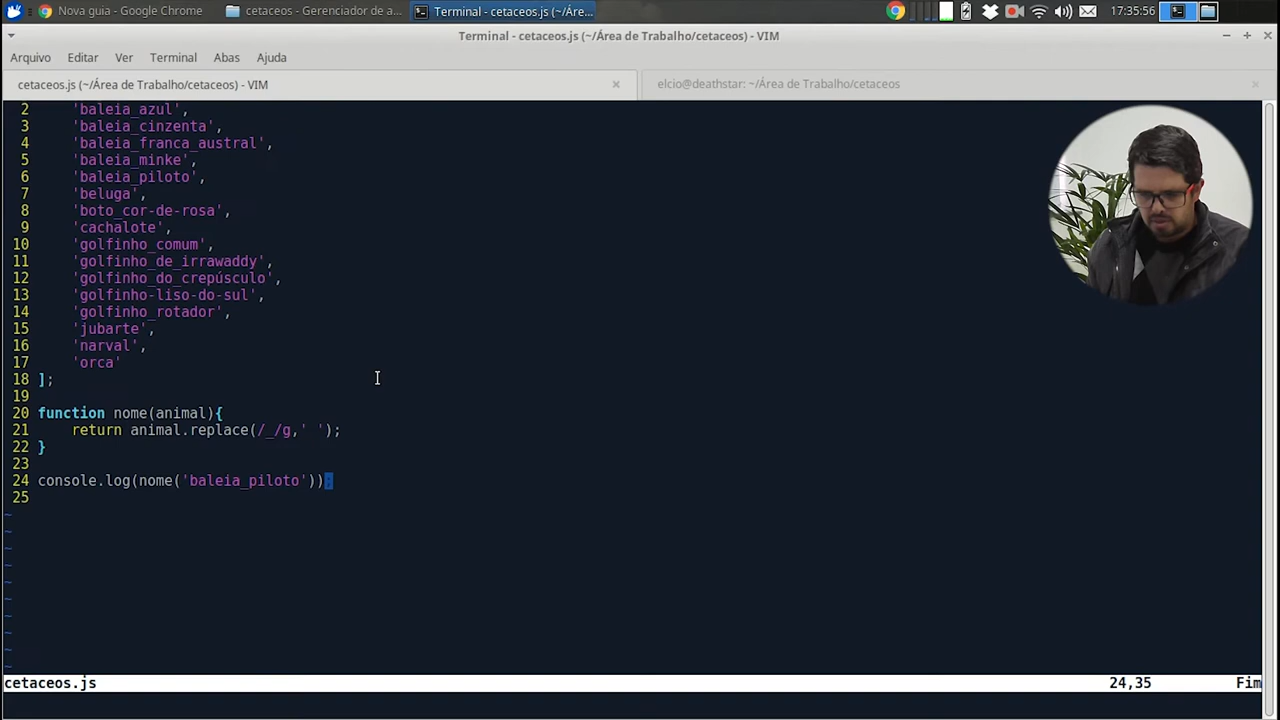 Nova guia - Google Chrome
cetaceos - Gerenciador de a...
Terminal - cetaceos.js (~/Áre...
17:35:56
Terminal - cetaceos.js (~/Área de Trabalho/cetaceos) - VIM
Arquivo Editar Ver Terminal Abas Ajuda
cetaceos.js (~/Área de Trabalho/cetaceos) - VIM
elcio@deathstar: ~/Área de Trabalho/cetaceos
2 'baleia_azul',
3 'baleia_cinzenta',
4 'baleia_franca_austral',
5 'baleia_minke',
6 'baleia_piloto',
7 'beluga',
8 'boto_cor-de-rosa',
9 'cachalote',
10 'golfinho_comum',
11 'golfinho_de_irrawaddy',
12 'golfinho_do_crepúsculo',
13 'golfinho-liso-do-sul',
14 'golfinho_rotador',
15 'jubarte',
16 'narval',
17 'orca'
18 ];
19
20 function nome(animal){
21 return animal.replace(/_/g,' ');
22 }
23
24 console.log(nome('baleia_piloto'));
25
~
~
~
~
~
~
~
~
~
~
cetaceos.js 24,35 Fim